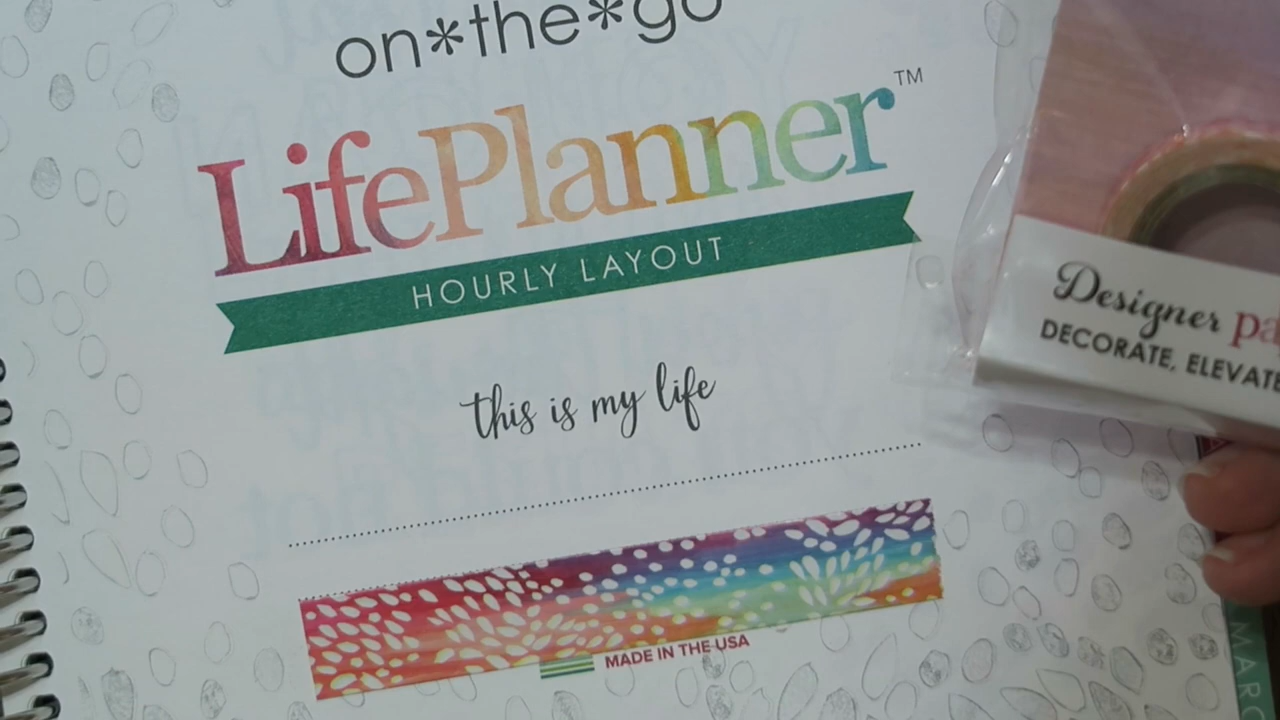 on*the*go
LifePlanner™
HOURLY LAYOUT
this is my life
MADE IN THE USA
Designer
DECORATE, ELEVATE